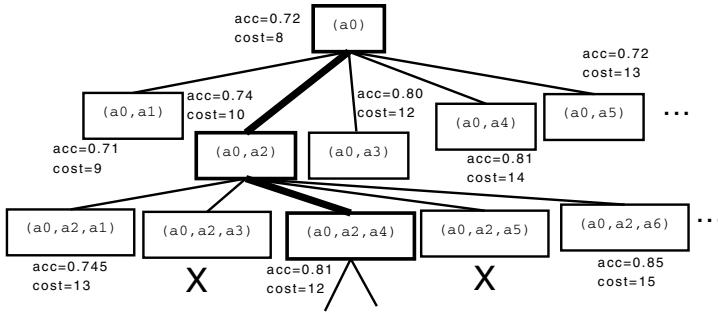 acc=0.72
cost=8
(a0)
acc=0.72
cost=13
acc=0.74
cost=10
acc=0.80
cost=12
(a0,a1)
(a0,a4)
(a0,a5)
...
acc=0.71
cost=9
(a0,a2)
(a0,a3)
acc=0.81
cost=14
(a0,a2,a1)
(a0,a2,a3)
(a0,a2,a4)
(a0,a2,a5)
(a0,a2,a6)
...
acc=0.745
cost=13
X
acc=0.81
cost=12
X
acc=0.85
cost=15